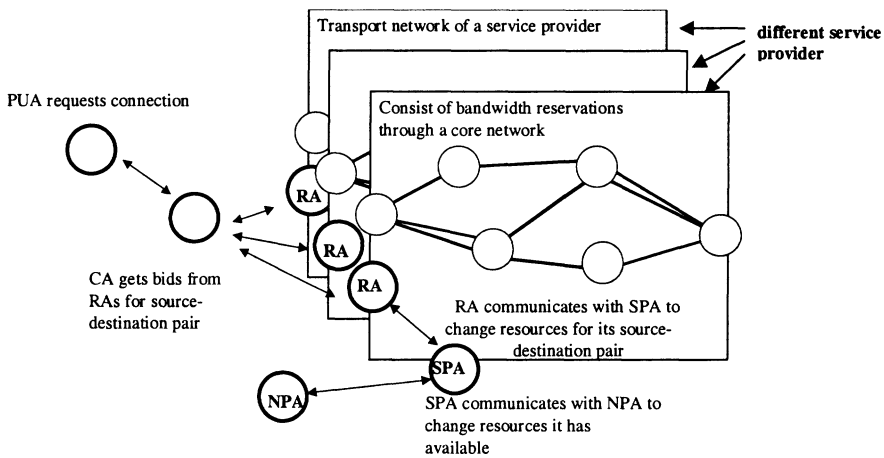 Transport network of a service provider
different service
provider
PUA requests connection
Consist of bandwidth reservations
through a core network
RA
RA
RA
CA gets bids from
RAs for source-
destination pair
RA communicates with SPA to
change resources for its source-
destination pair
SPA
NPA
SPA communicates with NPA to
change resources it has
available